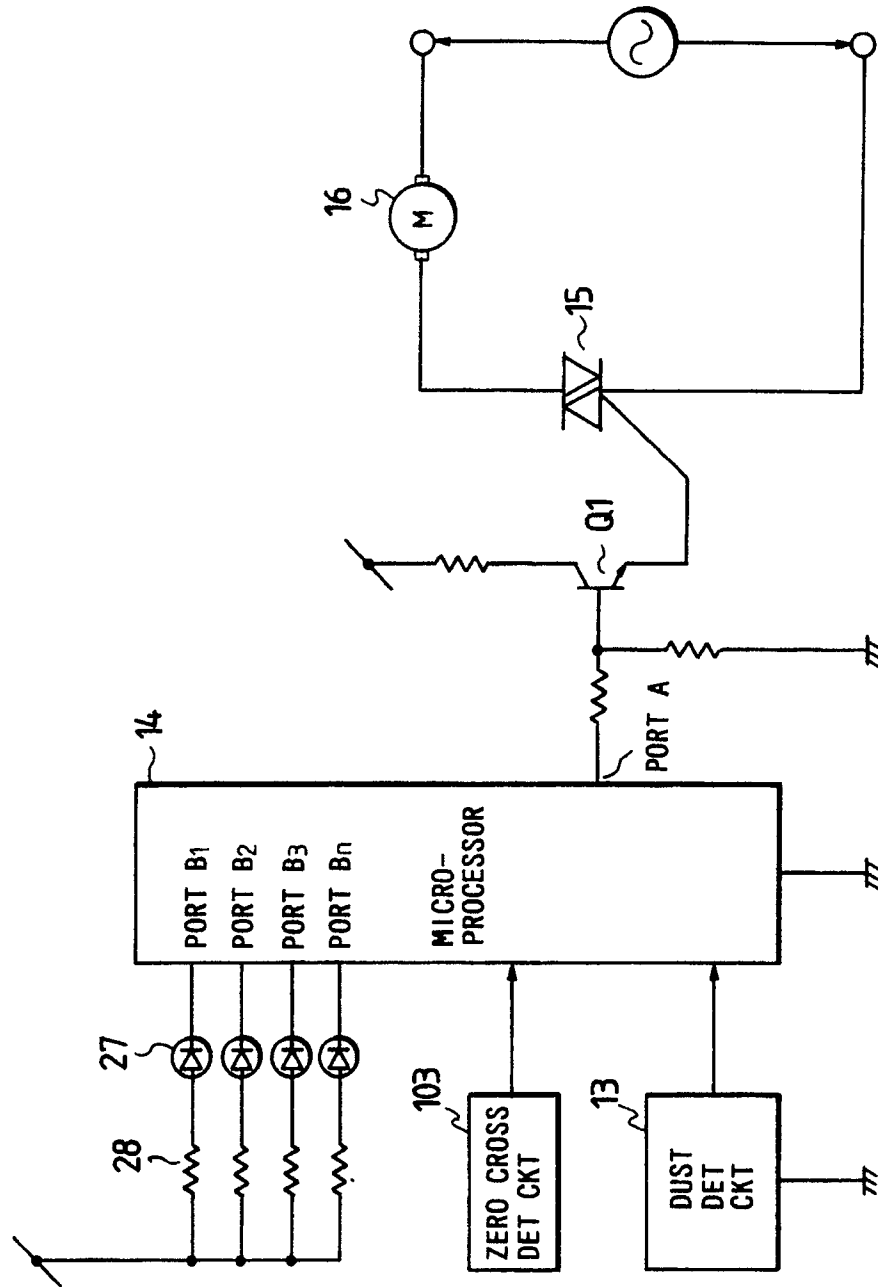 28
27
14
PORT B1
PORT B2
PORT B3
PORT Bn
MICRO-
PROCESSOR
PORT A
Q1
15
16
M
103
ZERO CROSS
DET CKT
13
DUST
DET
CKT